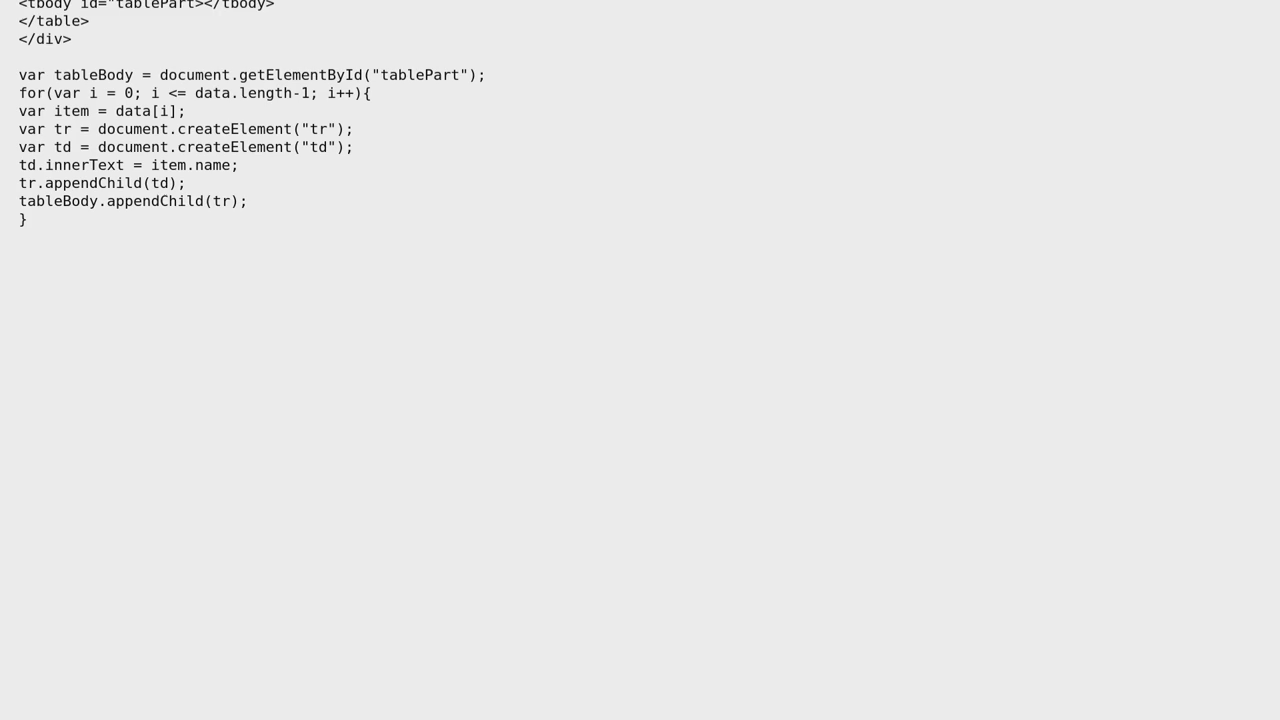 <tbody id="tablePart></tbody>
</table>
</div>

var tableBody = document.getElementById("tablePart");
for(var i = 0; i <= data.length-1; i++){
var item = data[i];
var tr = document.createElement("tr");
var td = document.createElement("td");
td.innerText = item.name;
tr.appendChild(td);
tableBody.appendChild(tr);
}